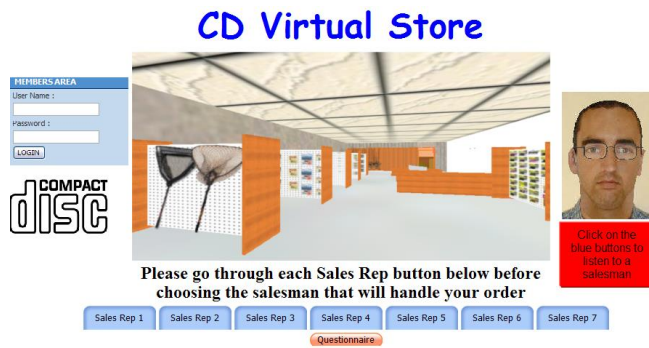 CD Virtual Store
MEMBERS AREA
User Name :
Password :
LOGIN
COMPACT
disc
Click on the
blue buttons to
listen to a
salesman
Please go through each Sales Rep button below before
choosing the salesman that will handle your order
Sales Rep 1
Sales Rep 2
Sales Rep 3
Sales Rep 4
Sales Rep 5
Sales Rep 6
Sales Rep 7
Questionnaire